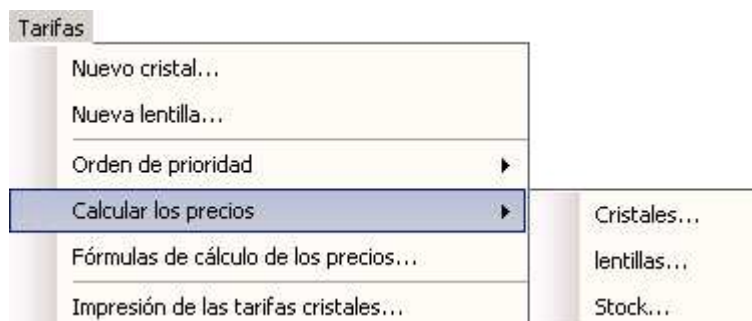 Tarifas
Nuevo cristal...
Nueva lentilla...
Orden de prioridad
Calcular los precios
Cristales...
Fórmulas de cálculo de los precios...
lentillas...
Impresión de las tarifas cristales...
Stock...